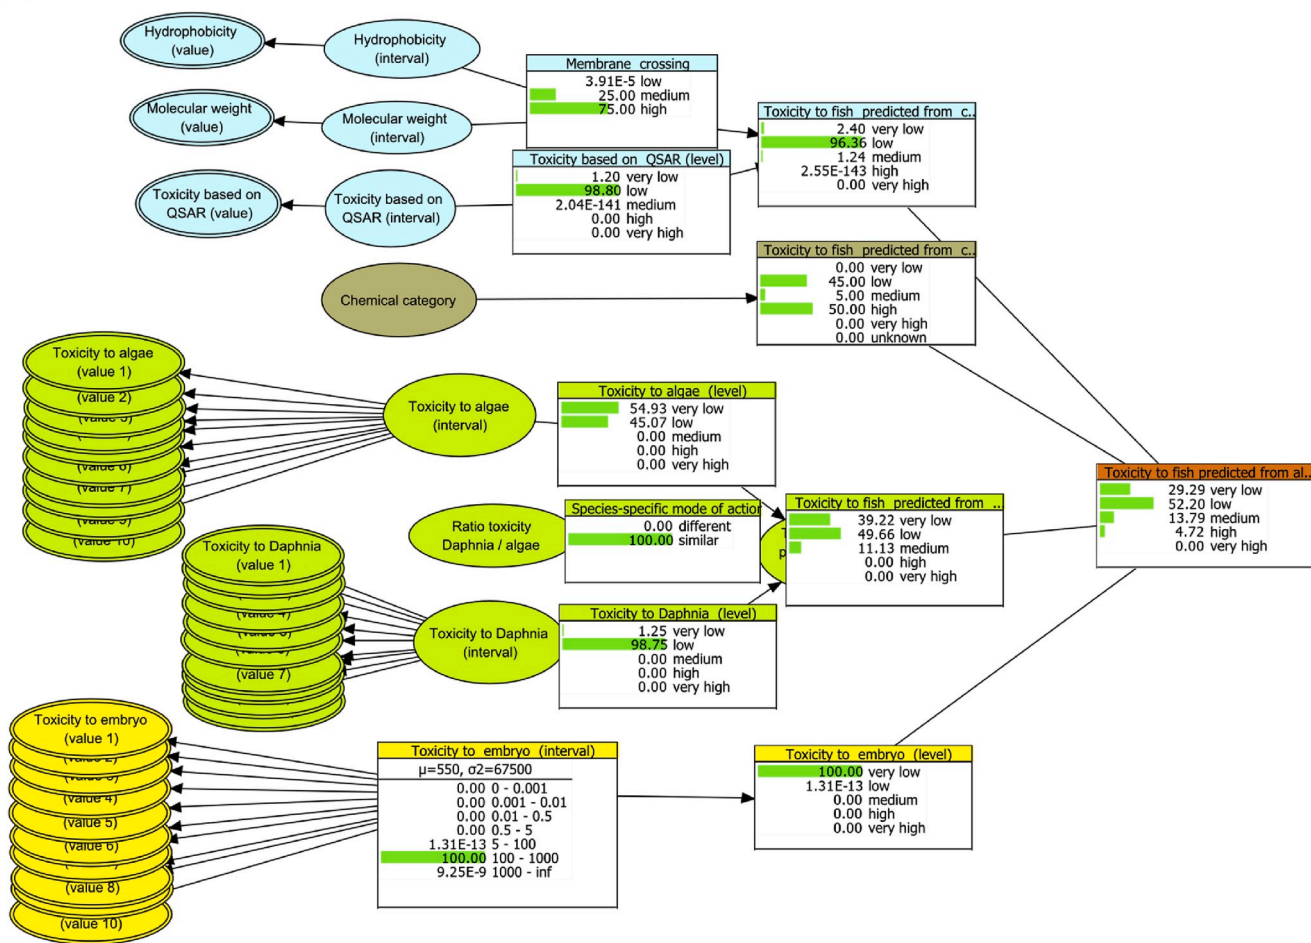 Hydrophobicity
(value)
Hydrophobicity
(interval)
Membrane crossing
3.91E-5 low
25.00 medium
75.00 high
Molecular weight
(value)
Molecular weight
(interval)
Toxicity to fish predicted from c..
2.40 very low
96.36 low
1.24 medium
2.55E-143 high
0.00 very high
Toxicity based on QSAR (level)
1.20 very low
98.80 low
2.04E-141 medium
0.00 high
0.00 very high
Toxicity based on
QSAR (value)
Toxicity based on
QSAR (interval)
Toxicity to fish predicted from c..
0.00 very low
45.00 low
5.00 medium
50.00 high
0.00 very high
0.00 unknown
Chemical category
Toxicity to algae
(value 1)
(value 2)
(value 6)
(value 7)
(value 9)
(value 10)
Toxicity to algae
(interval)
Toxicity to algae (level)
54.93 very low
45.07 low
0.00 medium
0.00 high
0.00 very high
Ratio toxicity
Daphnia / algae
Species-specific mode of action
0.00 different
100.00 similar
Toxicity to fish predicted from ...
39.22 very low
49.66 low
11.13 medium
0.00 high
0.00 very high
Toxicity to fish predicted from al...
29.29 very low
52.20 low
13.79 medium
4.72 high
0.00 very high
Toxicity to Daphnia
(value 1)
(value 4)
(value 7)
Toxicity to Daphnia
(interval)
Toxicity to Daphnia (level)
1.25 very low
98.75 low
0.00 medium
0.00 high
0.00 very high
Toxicity to embryo
(value 1)
(value 2)
(value 4)
(value 5)
(value 6)
(value 8)
(value 10)
Toxicity to embryo (interval)
μ=550, σ2=67500
0.00 0 - 0.001
0.00 0.001 - 0.01
0.00 0.01 - 0.5
0.00 0.5 - 5
1.31E-13 5 - 100
100.00 100 - 1000
9.25E-9 1000 - inf
Toxicity to embryo (level)
100.00 very low
1.31E-13 low
0.00 medium
0.00 high
0.00 very high